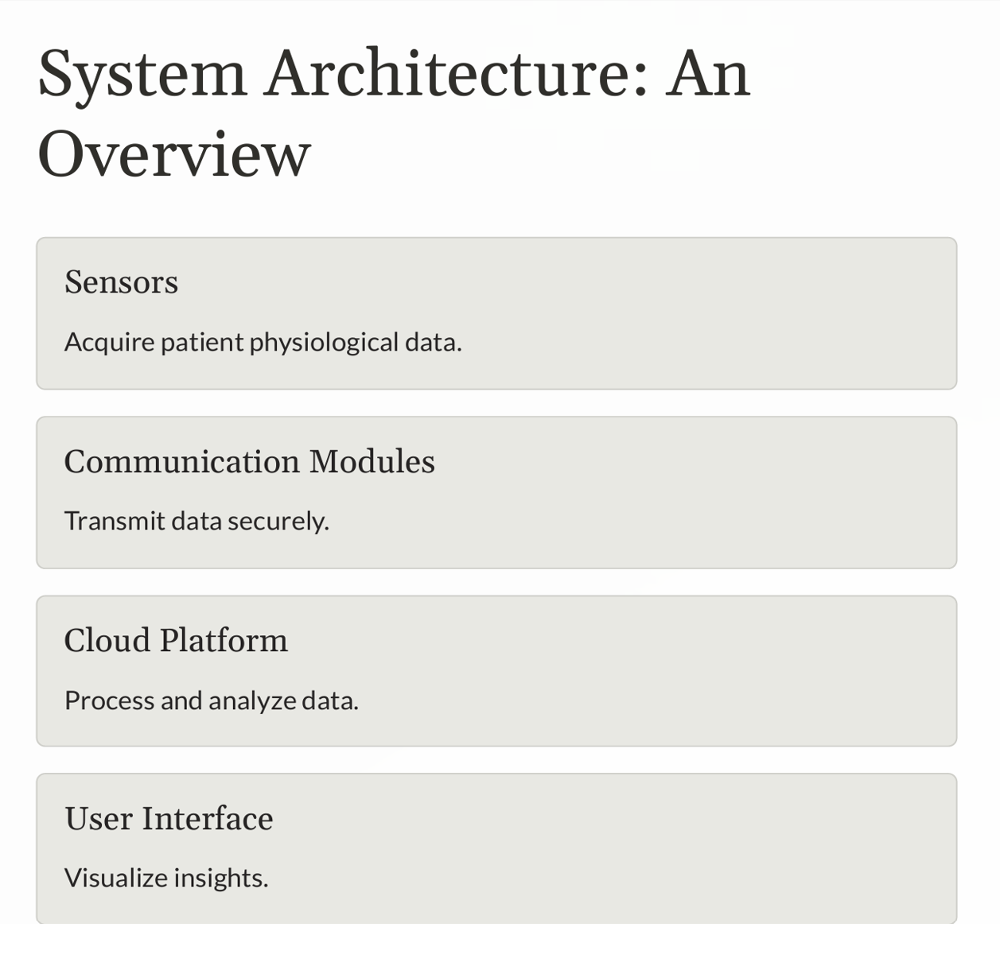 System Architecture: An
Overview
Sensors
Acquire patient physiological data.
Communication Modules
Transmit data securely.
Cloud Platform
Process and analyze data.
User Interface
Visualize insights.